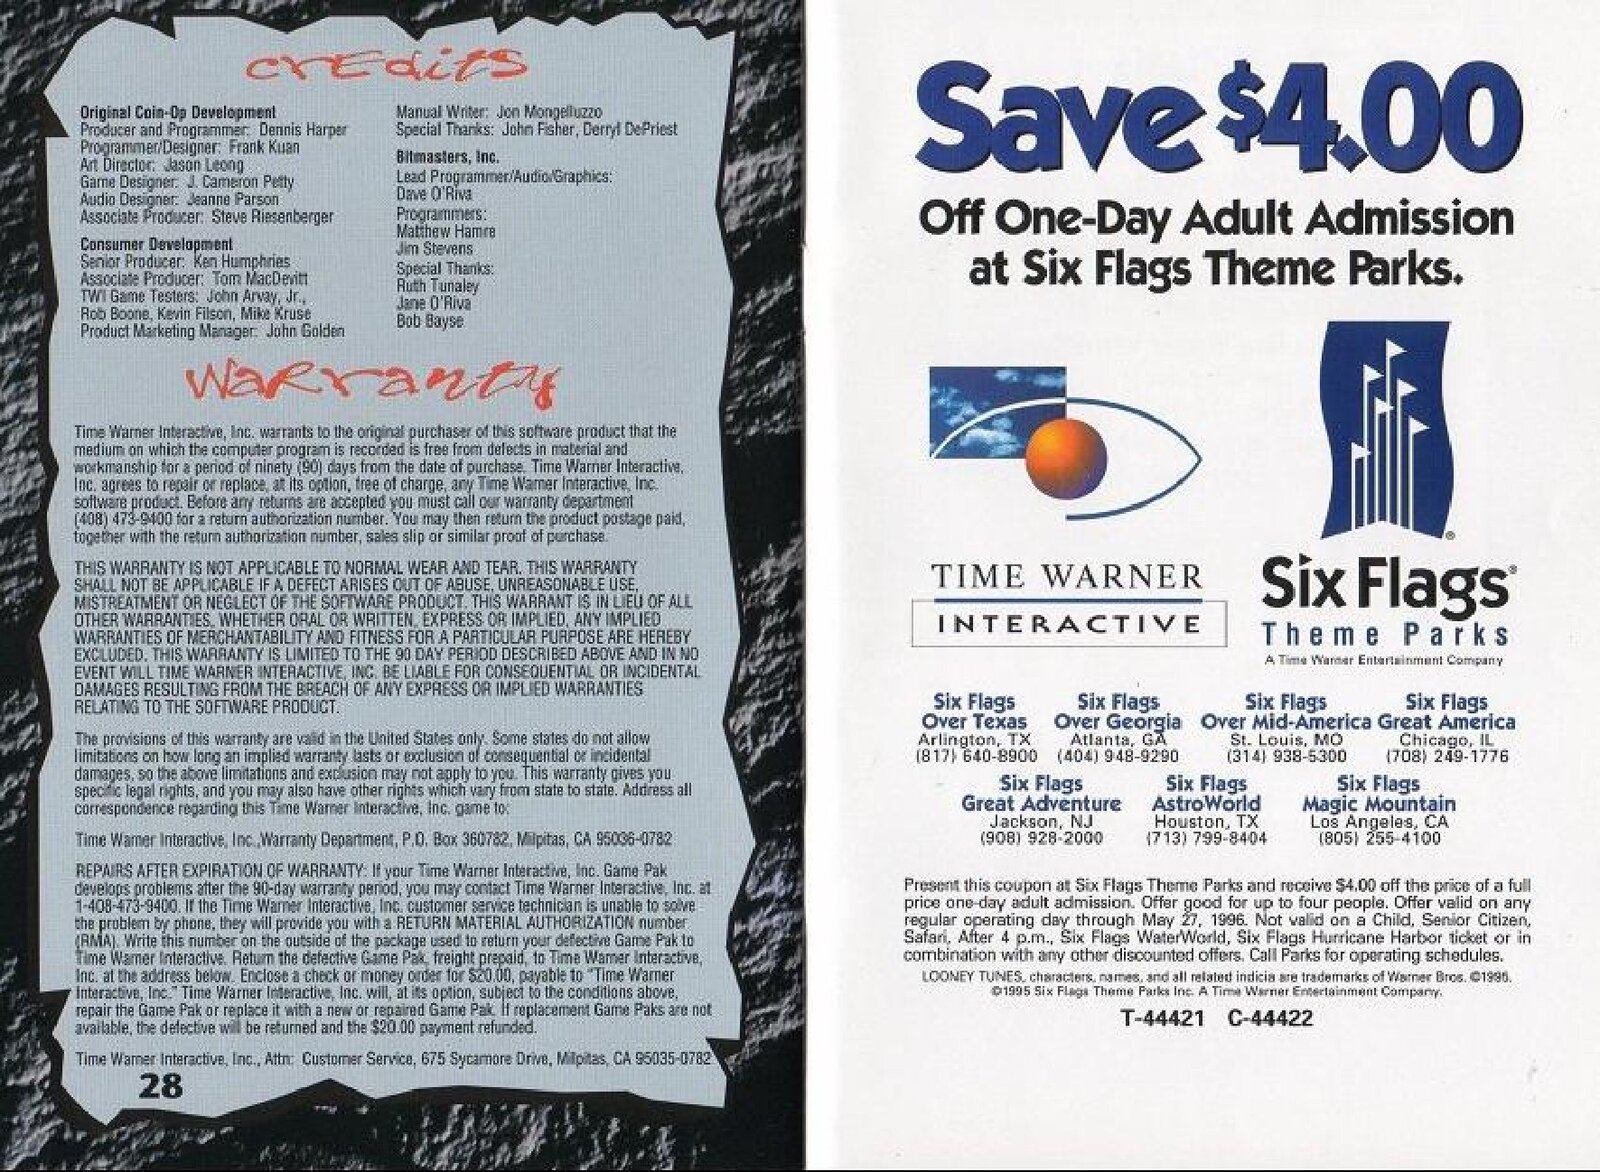 Credits
Original Coin-Op Development
Producer and Programmer: Dennis Harper
Programmer/Designer: Frank Kuan
Art Director: Jason Leong
Game Designer: J. Cameron Petty
Audio Designer: Jeanne Parson
Associate Producer: Steve Riesenberger
Consumer Development
Senior Producer: Ken Humphries
Associate Producer: Tom MacDevitt
TWI Game Testers: John Arvay, Jr.,
Rob Boone, Kevin Filson, Mike Kruse
Product Marketing Manager: John Golden
Manual Writer: Jon Mongelluzzo
Special Thanks: John Fisher, Derryl DePriest
Bitmasters, Inc.
Lead Programmer/Audio/Graphics:
Dave O'Riva
Programmers:
Matthew Hamre
Jim Stevens
Special Thanks:
Ruth Tunaley
Jane O'Riva
Bob Bayse
Warranty
Time Warner Interactive, Inc. warrants to the original purchaser of this software product that the
medium on which the computer program is recorded is free from defects in material and
workmanship for a period of ninety (90) days from the date of purchase. Time Warner Interactive,
Inc. agrees to repair or replace, at its option, free of charge, any Time Warner Interactive, Inc.
software product. Before any returns are accepted you must call our warranty department
(408) 473-9400 for a return authorization number. You may then return the product postage paid,
together with the return authorization number, sales slip or similar proof of purchase.
THIS WARRANTY IS NOT APPLICABLE TO NORMAL WEAR AND TEAR. THIS WARRANTY
SHALL NOT BE APPLICABLE IF A DEFECT ARISES OUT OF ABUSE, UNREASONABLE USE,
MISTREATMENT OR NEGLECT OF THE SOFTWARE PRODUCT. THIS WARRANT IS IN LIEU OF ALL
OTHER WARRANTIES, WHETHER ORAL OR WRITTEN, EXPRESS OR IMPLIED, ANY IMPLIED
WARRANTIES OF MERCHANTABILITY AND FITNESS FOR A PARTICULAR PURPOSE ARE HEREBY
EXCLUDED. THIS WARRANTY IS LIMITED TO THE 90 DAY PERIOD DESCRIBED ABOVE AND IN NO
EVENT WILL TIME WARNER INTERACTIVE, INC. BE LIABLE FOR CONSEQUENTIAL OR INCIDENTAL
DAMAGES RESULTING FROM THE BREACH OF ANY EXPRESS OR IMPLIED WARRANTIES
RELATING TO THE SOFTWARE PRODUCT.
The provisions of this warranty are valid in the United States only. Some states do not allow
limitations on how long an implied warranty lasts or exclusion of consequential or incidental
damages, so the above limitations and exclusion may not apply to you. This warranty gives you
specific legal rights, and you may also have other rights which vary from state to state. Address all
correspondence regarding this Time Warner Interactive, Inc. game to:
Time Warner Interactive, Inc.,Warranty Department, P.O. Box 360782, Milpitas, CA 95036-0782
REPAIRS AFTER EXPIRATION OF WARRANTY: If your Time Warner Interactive, Inc. Game Pak
develops problems after the 90-day warranty period, you may contact Time Warner Interactive, Inc. at
1-408-473-9400. If the Time Warner Interactive, Inc. customer service technician is unable to solve
the problem by phone, they will provide you with a RETURN MATERIAL AUTHORIZATION number
(RMA). Write this number on the outside of the package used to return your defective Game Pak to
Time Warner Interactive. Return the defective Game Pak, freight prepaid, to Time Warner Interactive,
Inc. at the address below. Enclose a check or money order for $20.00, payable to "Time Warner
Interactive, Inc." Time Warner Interactive, Inc. will, at its option, subject to the conditions above,
repair the Game Pak or replace it with a new or repaired Game Pak. If replacement Game Paks are not
available, the defective will be returned and the $20.00 payment refunded.
Time Warner Interactive, Inc., Attn: Customer Service, 675 Sycamore Drive, Milpitas, CA 95035-0782
28
Save $4.00
Off One-Day Adult Admission
at Six Flags Theme Parks.
TIME WARNER
INTERACTIVE
Six Flags®
Theme Parks
A Time Warner Entertainment Company
Six Flags
Over Texas
Arlington, TX
(817) 640-8900
Six Flags
Over Georgia
Atlanta, GA
(404) 948-9290
Six Flags
Over Mid-America
St. Louis, MO
(314) 938-5300
Six Flags
Great America
Chicago, IL
(708) 249-1776
Six Flags
Great Adventure
Jackson, NJ
(908) 928-2000
Six Flags
AstroWorld
Houston, TX
(713) 799-8404
Six Flags
Magic Mountain
Los Angeles, CA
(805) 255-4100
Present this coupon at Six Flags Theme Parks and receive $4.00 off the price of a full
price one-day adult admission. Offer good for up to four people. Offer valid on any
regular operating day through May 27, 1996. Not valid on a Child, Senior Citizen,
Safari, After 4 p.m., Six Flags WaterWorld, Six Flags Hurricane Harbor ticket or in
combination with any other discounted offers. Call Parks for operating schedules.
LOONEY TUNES, characters, names, and all related indicia are trademarks of Warner Bros. ©1995.
©1995 Six Flags Theme Parks Inc. A Time Warner Entertainment Company.
T-44421 C-44422